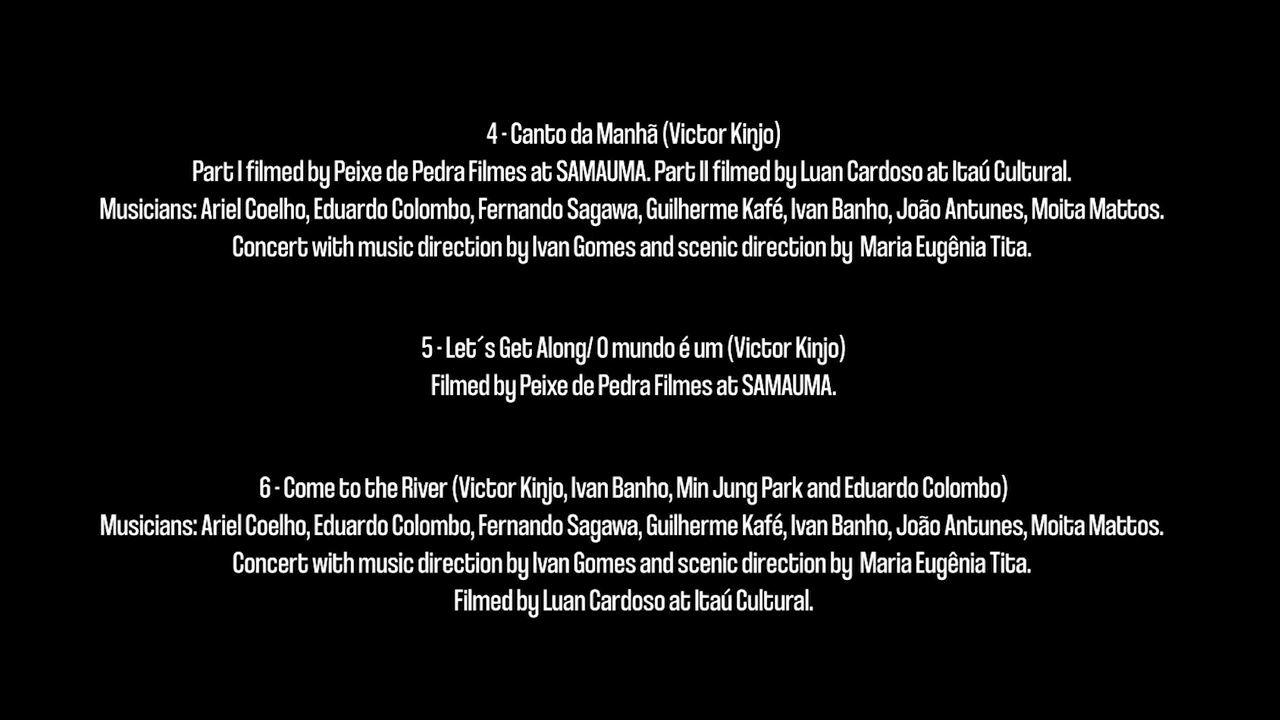 4 - Canto da Manhã (Victor Kinjo)
Part I filmed by Peixe de Pedra Filmes at SAMAUMA. Part II filmed by Luan Cardoso at Itaú Cultural.
Musicians: Ariel Coelho, Eduardo Colombo, Fernando Sagawa, Guilherme Kafé, Ivan Banho, João Antunes, Moita Mattos.
Concert with music direction by Ivan Gomes and scenic direction by Maria Eugênia Tita.
5 - Let´s Get Along/ O mundo é um (Victor Kinjo)
Filmed by Peixe de Pedra Filmes at SAMAUMA.
6 - Come to the River (Victor Kinjo, Ivan Banho, Min Jung Park and Eduardo Colombo)
Musicians: Ariel Coelho, Eduardo Colombo, Fernando Sagawa, Guilherme Kafé, Ivan Banho, João Antunes, Moita Mattos.
Concert with music direction by Ivan Gomes and scenic direction by Maria Eugênia Tita.
Filmed by Luan Cardoso at Itaú Cultural.